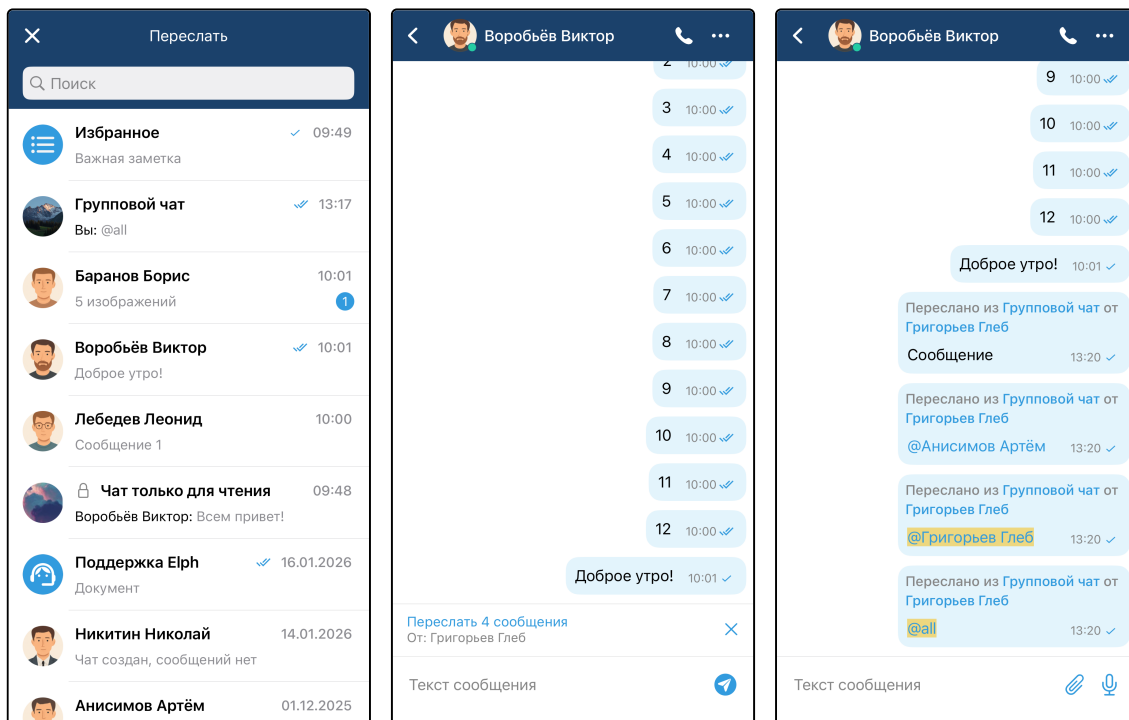 Переслать
Поиск
Избранное 09:49
Важная заметка
Групповой чат 13:17
Вы: @all
Баранов Борис 10:01
5 изображений 1
Воробьёв Виктор 10:01
Доброе утро!
Лебедев Леонид 10:00
Сообщение 1
Чат только для чтения 09:48
Воробьёв Виктор: Всем привет!
Поддержка Elph 16.01.2026
Документ
Никитин Николай 14.01.2026
Чат создан, сообщений нет
Анисимов Артём 01.12.2025
Воробьёв Виктор
2 10:00
3 10:00
4 10:00
5 10:00
6 10:00
7 10:00
8 10:00
9 10:00
10 10:00
11 10:00
12 10:00
Доброе утро! 10:01
Переслать 4 сообщения
От: Григорьев Глеб
Текст сообщения
Воробьёв Виктор
9 10:00
10 10:00
11 10:00
12 10:00
Доброе утро! 10:01
Переслано из Групповой чат от
Григорьев Глеб
Сообщение 13:20
Переслано из Групповой чат от
Григорьев Глеб
@Анисимов Артём 13:20
Переслано из Групповой чат от
Григорьев Глеб
@Григорьев Глеб 13:20
Переслано из Групповой чат от
Григорьев Глеб
@all 13:20
Текст сообщения